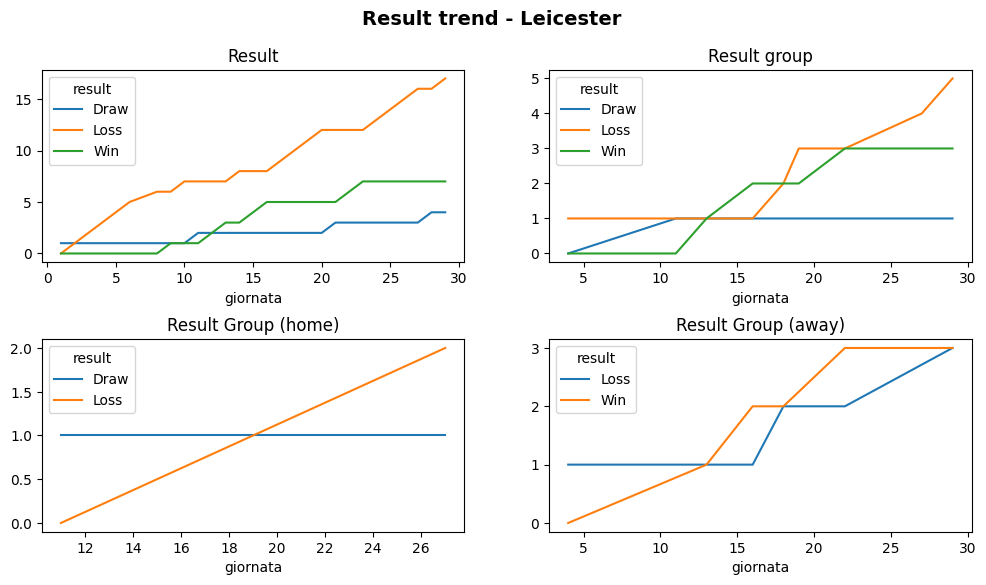 Result trend - Leicester
Result
result
Draw
Loss
Win
15
10
5
0
0 5 10 15 20 25 30
giornata
Result group
result
Draw
Loss
Win
5
4
3
2
1
0
5 10 15 20 25 30
giornata
Result Group (home)
result
Draw
Loss
2.0
1.5
1.0
0.5
0.0
12 14 16 18 20 22 24 26
giornata
Result Group (away)
result
Loss
Win
3
2
1
0
5 10 15 20 25 30
giornata